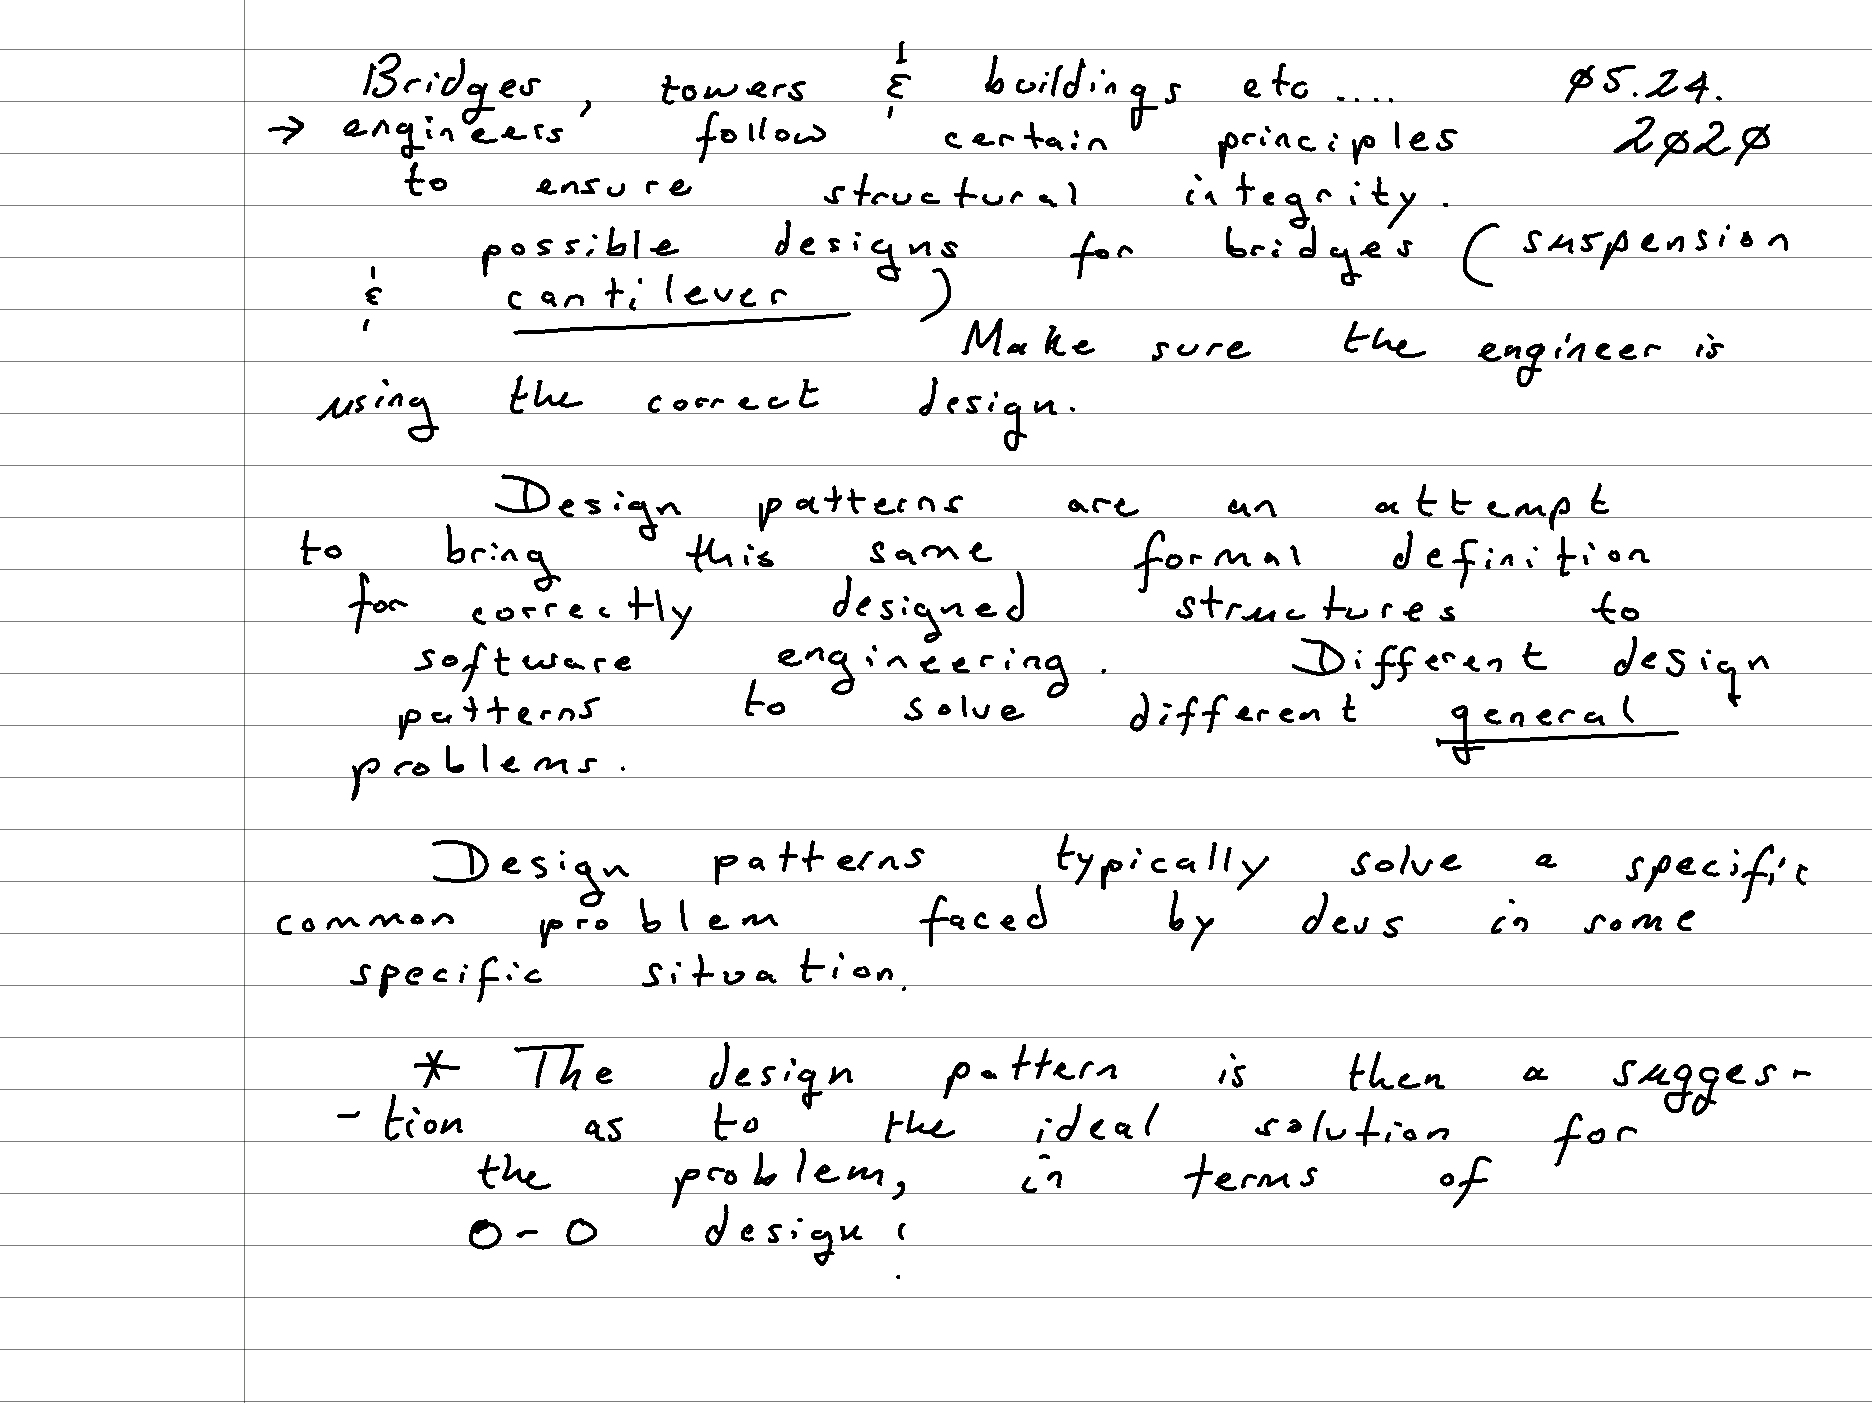 Bridges, towers & buildings etc.... ø5.24.
→ engineers follow certain principles 2ø2ø
to ensure structural integrity.
possible designs for bridges (suspension
& cantilever)
Make sure the engineer is
using the correct design.
Design patterns are an attempt
to bring this same formal definition
for correctly designed structures to
software engineering. Different design
patterns to solve different general
problems.
Design patterns typically solve a specific
common problem faced by devs in some
specific situation.
* The design pattern is then a sugges-
-tion as to the ideal solution for
the problem, in terms of
O-O design!